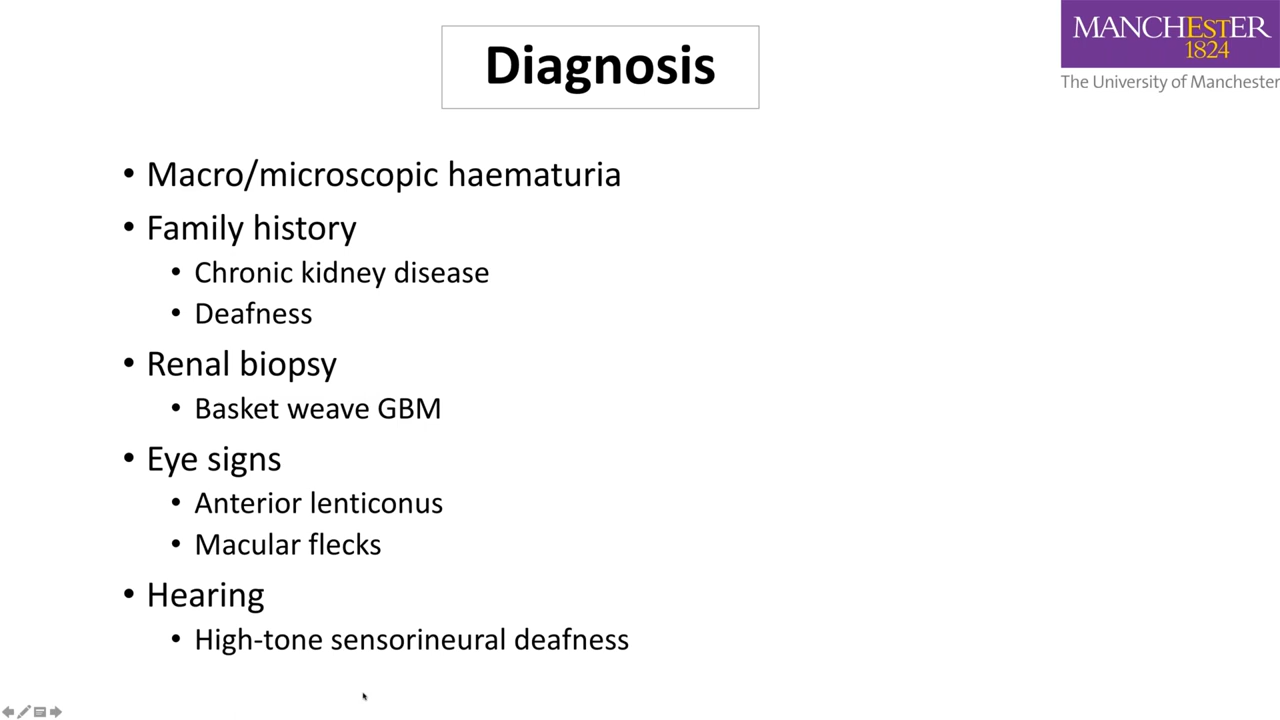 Diagnosis
MANCHESTER
1824
The University of Manchester
• Macro/microscopic haematuria
• Family history
• Chronic kidney disease
• Deafness
• Renal biopsy
• Basket weave GBM
• Eye signs
• Anterior lenticonus
• Macular flecks
• Hearing
• High-tone sensorineural deafness